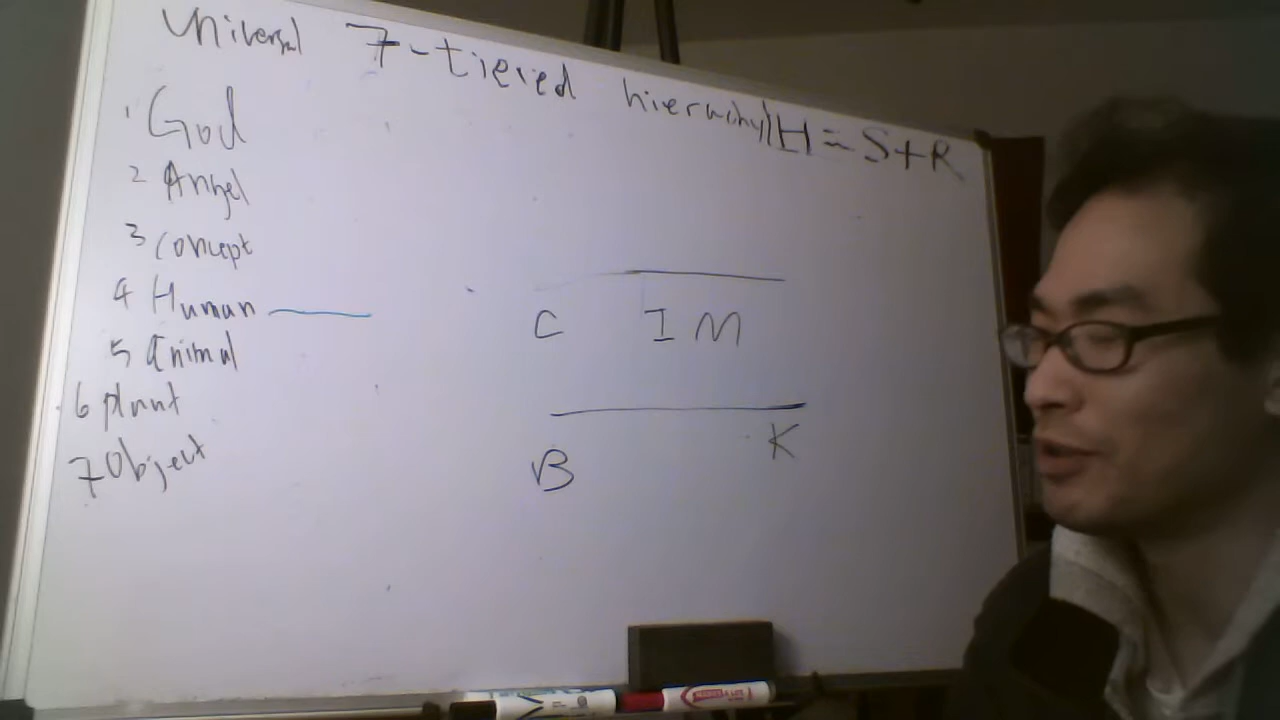 Universal 7-tiered hierarchy H = S+R
1 God
2 Angel
3 Concept
4 Human
5 Animal
6 plant
7 Object
C I M
B K